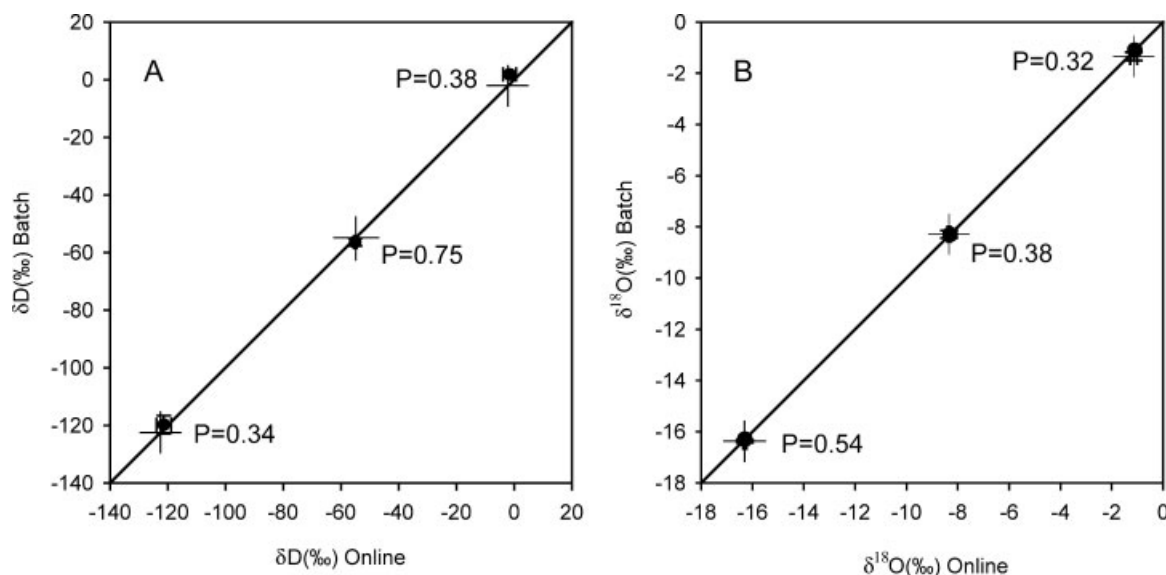 A
20
0
-20
-40
-60
-80
-100
-120
-140
δD(‰) Batch
P=0.38
P=0.75
P=0.34
-140 -120 -100 -80 -60 -40 -20 0 20
δD(‰) Online
B
0
-2
-4
-6
-8
-10
-12
-14
-16
-18
δ¹⁸O(‰) Batch
P=0.32
P=0.38
P=0.54
-18 -16 -14 -12 -10 -8 -6 -4 -2 0
δ¹⁸O(‰) Online